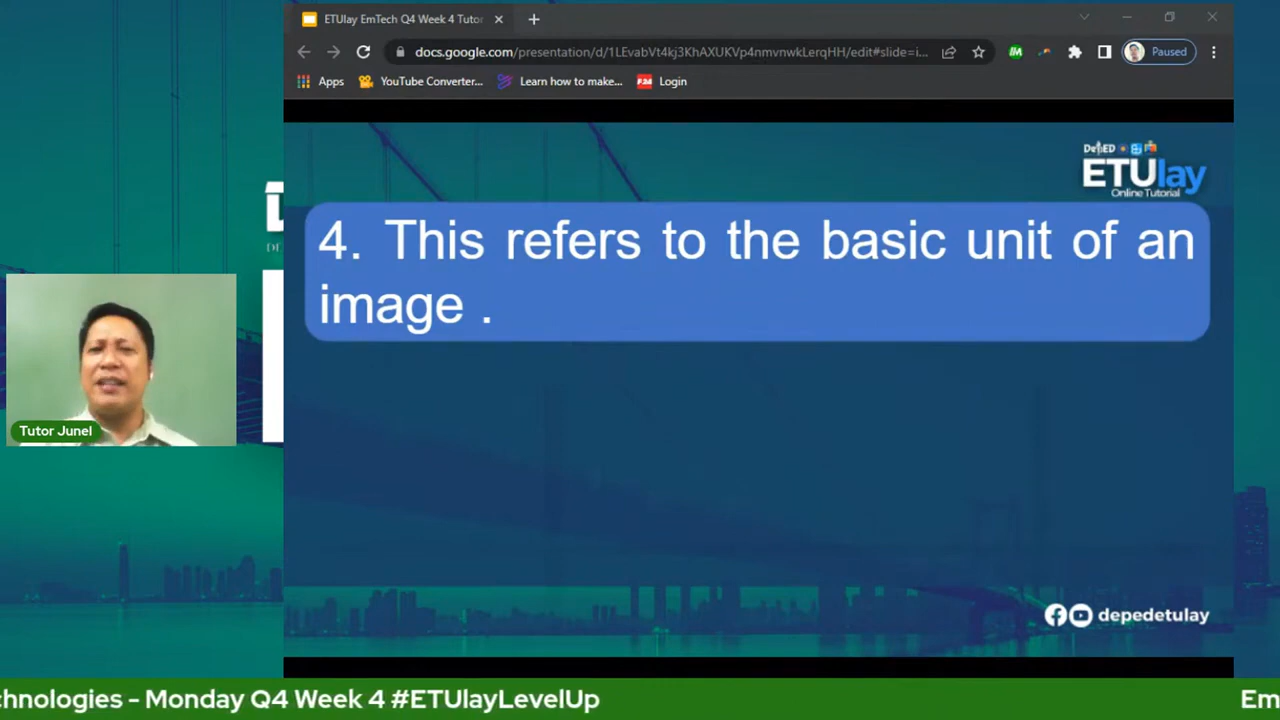 ETUlay EmTech Q4 Week 4 Tutor
docs.google.com/presentation/d/1LEvabVt4kj3KhAXUKVp4nmvnwkLerqHH/edit#slide=i...
Paused
Apps
YouTube Converter...
Learn how to make...
Login
DepED
ETUlay
Online Tutorial
4. This refers to the basic unit of an
image .
Tutor Junel
depedetulay
chnologies - Monday Q4 Week 4 #ETUlayLevelUp
Em